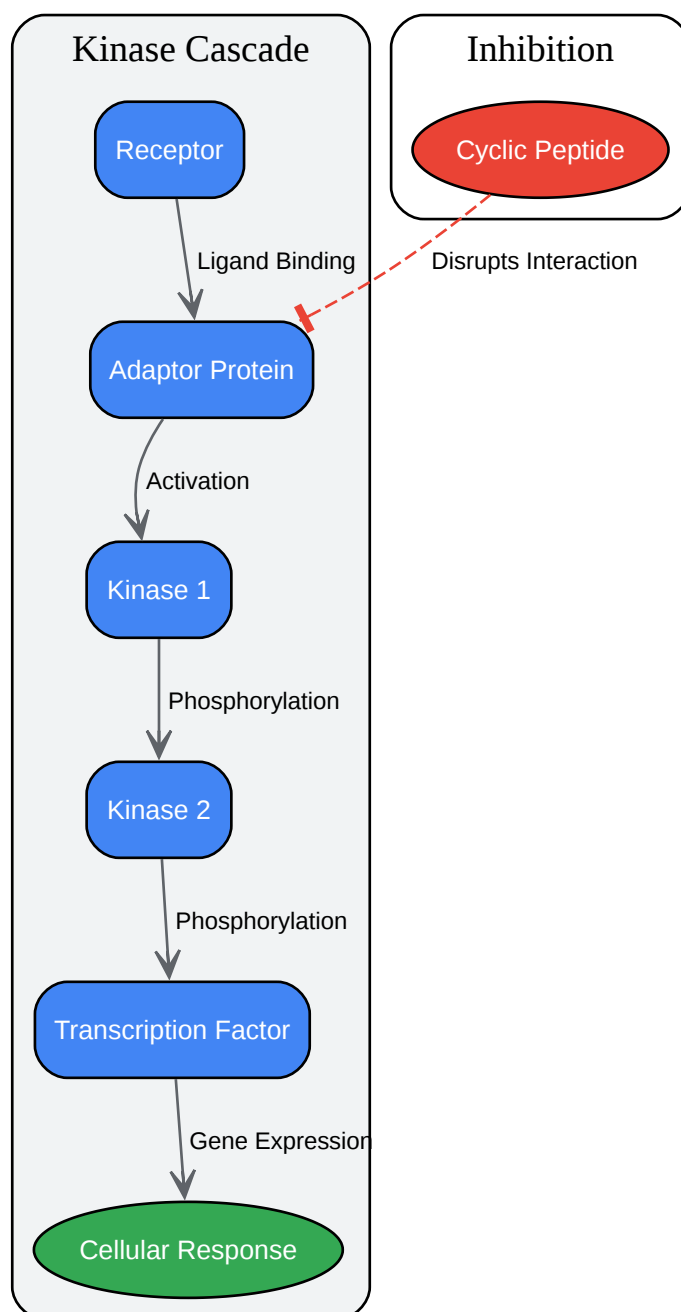 Kinase Cascade
Inhibition
Receptor
Cyclic Peptide
Ligand Binding
Disrupts Interaction
Adaptor Protein
Activation
Kinase 1
Phosphorylation
Kinase 2
Phosphorylation
Transcription Factor
Gene Expression
Cellular Response